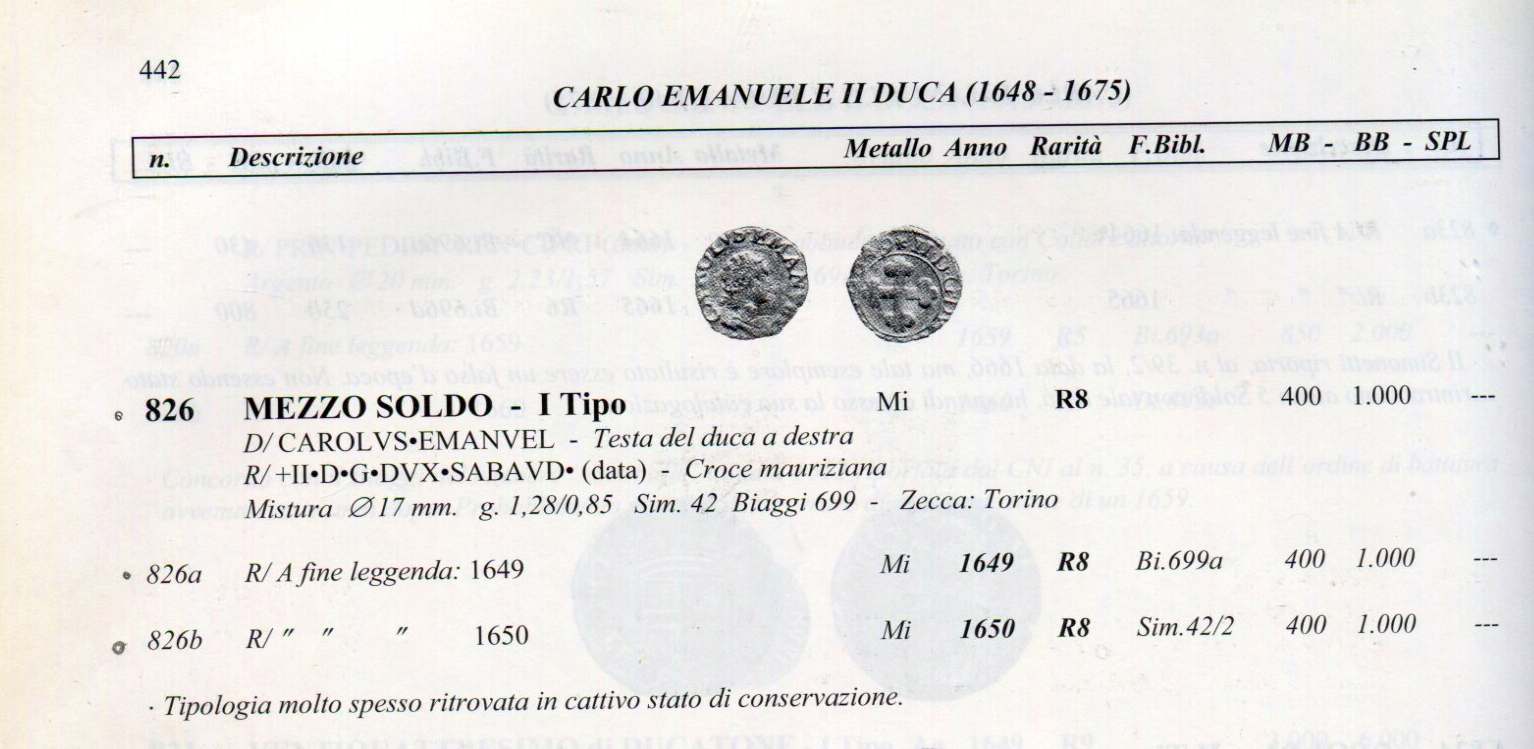 442
CARLO EMANUELE II DUCA (1648 - 1675)
n. Descrizione Metallo Anno Rarità F.Bibl. MB - BB - SPL
826 MEZZO SOLDO - I Tipo Mi R8 400 1.000 ---
D/ CAROLVS•EMANVEL - Testa del duca a destra
R/ +II•D•G•DVX•SABAVD• (data) - Croce mauriziana
Mistura Ø 17 mm. g. 1,28/0,85 Sim. 42 Biaggi 699 - Zecca: Torino
826a R/ A fine leggenda: 1649 Mi 1649 R8 Bi.699a 400 1.000 ---
826b R/ " " " 1650 Mi 1650 R8 Sim.42/2 400 1.000 ---
· Tipologia molto spesso ritrovata in cattivo stato di conservazione.